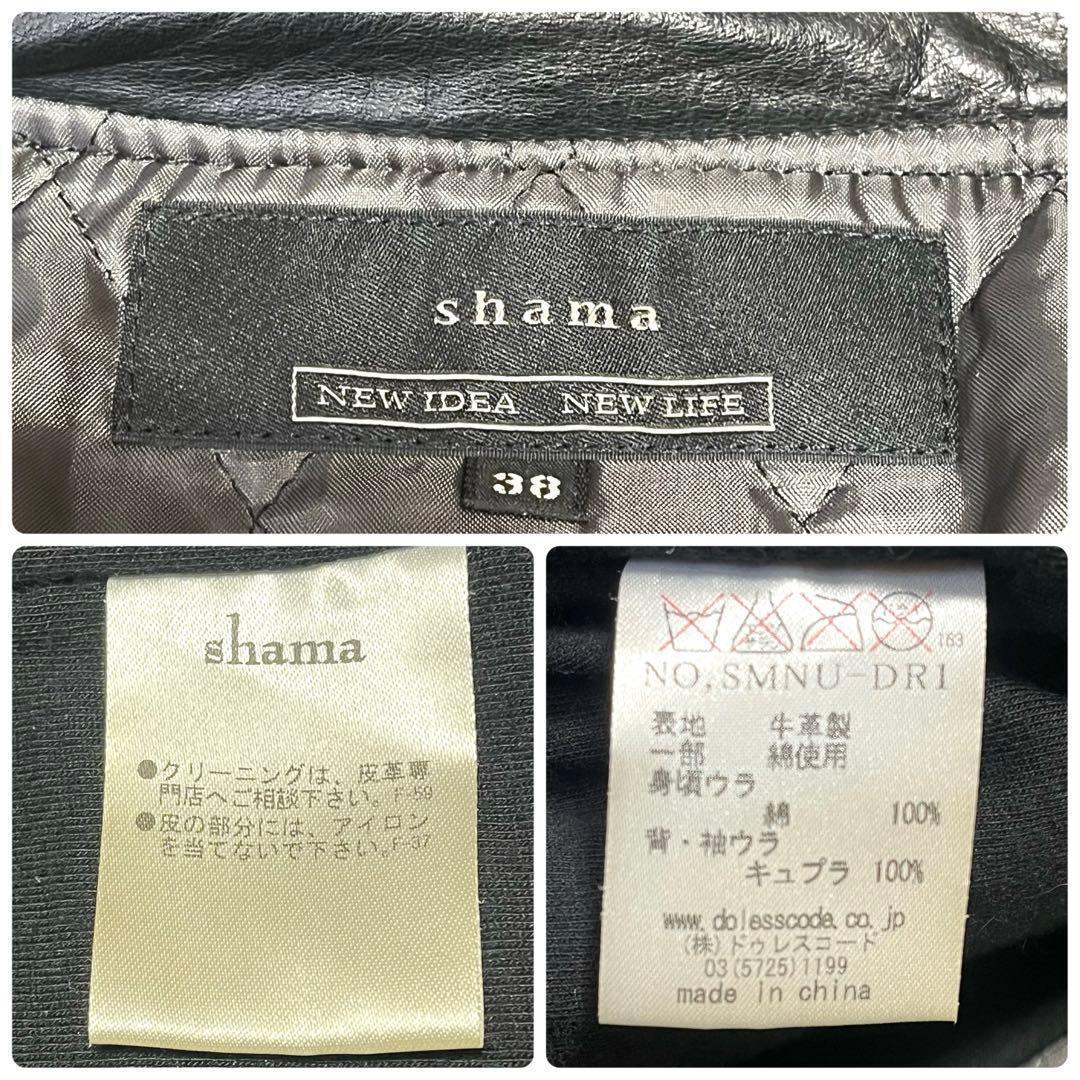 shama
NEW IDEA NEW LIFE
38
shama
●クリーニングは、皮革専
門店へご相談下さい。F-50
●皮の部分には、アイロン
を当てないで下さい。F-37
163
NO,SMNU-DR1
表地 牛革製
一部 綿使用
身頃ウラ
綿 100%
背・袖ウラ
キュプラ 100%
www.dolesscode.co.jp
(株)ドゥレスコード
03(5725)1199
made in china